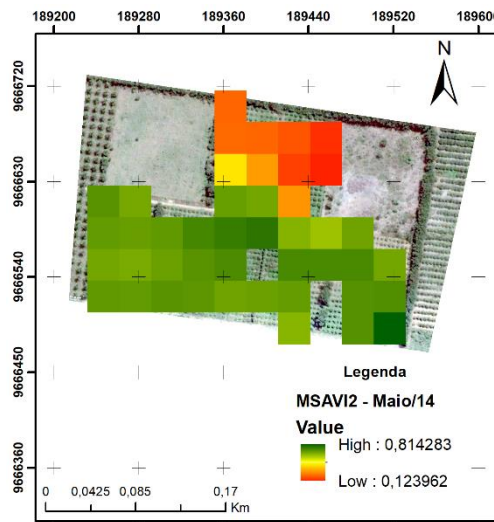 189200 189280 189360 189440 189520 189600
N
9666720
9666630
9666540
9666450
9666360
Legenda
MSAVI2 - Maio/14
Value
High : 0,814283
Low : 0,123962
0 0,0425 0,085 0,17
Km